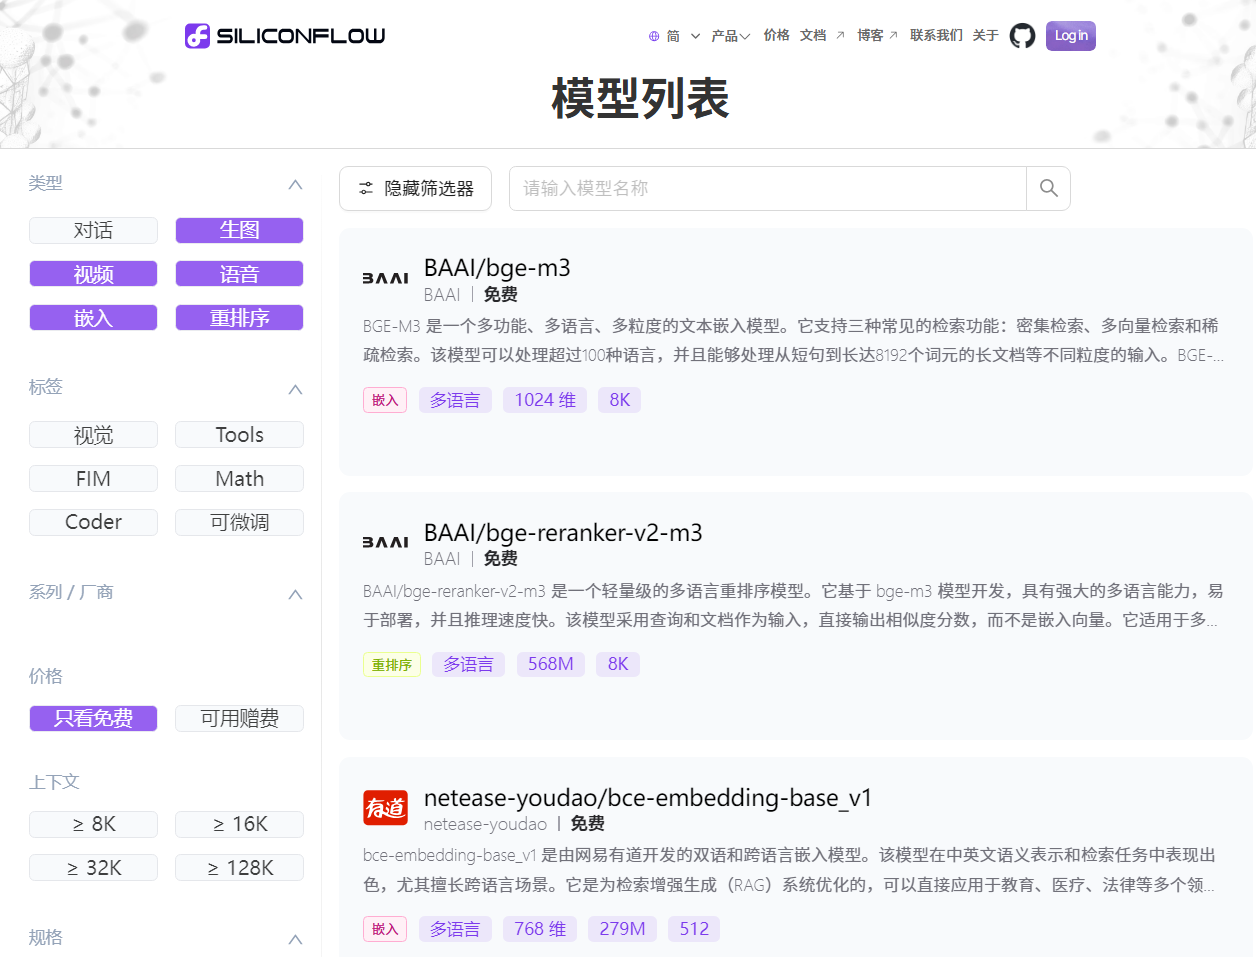 SILICONFLOW
简 产品 价格 文档 博客 联系我们 关于 Log in
模型列表
类型
对话 生图
视频 语音
嵌入 重排序
标签
视觉 Tools
FIM Math
Coder 可微调
系列 / 厂商
价格
只看免费 可用赠费
上下文
≥ 8K ≥ 16K
≥ 32K ≥ 128K
规格
隐藏筛选器 请输入模型名称
BAAI BAAI/bge-m3
BAAI | 免费
BGE-M3 是一个多功能、多语言、多粒度的文本嵌入模型。它支持三种常见的检索功能：密集检索、多向量检索和稀
疏检索。该模型可以处理超过100种语言，并且能够处理从短句到长达8192个词元的长文档等不同粒度的输入。BGE-...
嵌入 多语言 1024 维 8K
BAAI BAAI/bge-reranker-v2-m3
BAAI | 免费
BAAI/bge-reranker-v2-m3 是一个轻量级的多语言重排序模型。它基于 bge-m3 模型开发，具有强大的多语言能力，易
于部署，并且推理速度快。该模型采用查询和文档作为输入，直接输出相似度分数，而不是嵌入向量。它适用于多...
重排序 多语言 568M 8K
有道 netease-youdao/bce-embedding-base_v1
netease-youdao | 免费
bce-embedding-base_v1 是由网易有道开发的双语和跨语言嵌入模型。该模型在中英文语义表示和检索任务中表现出
色，尤其擅长跨语言场景。它是为检索增强生成（RAG）系统优化的，可以直接应用于教育、医疗、法律等多个领...
嵌入 多语言 768 维 279M 512